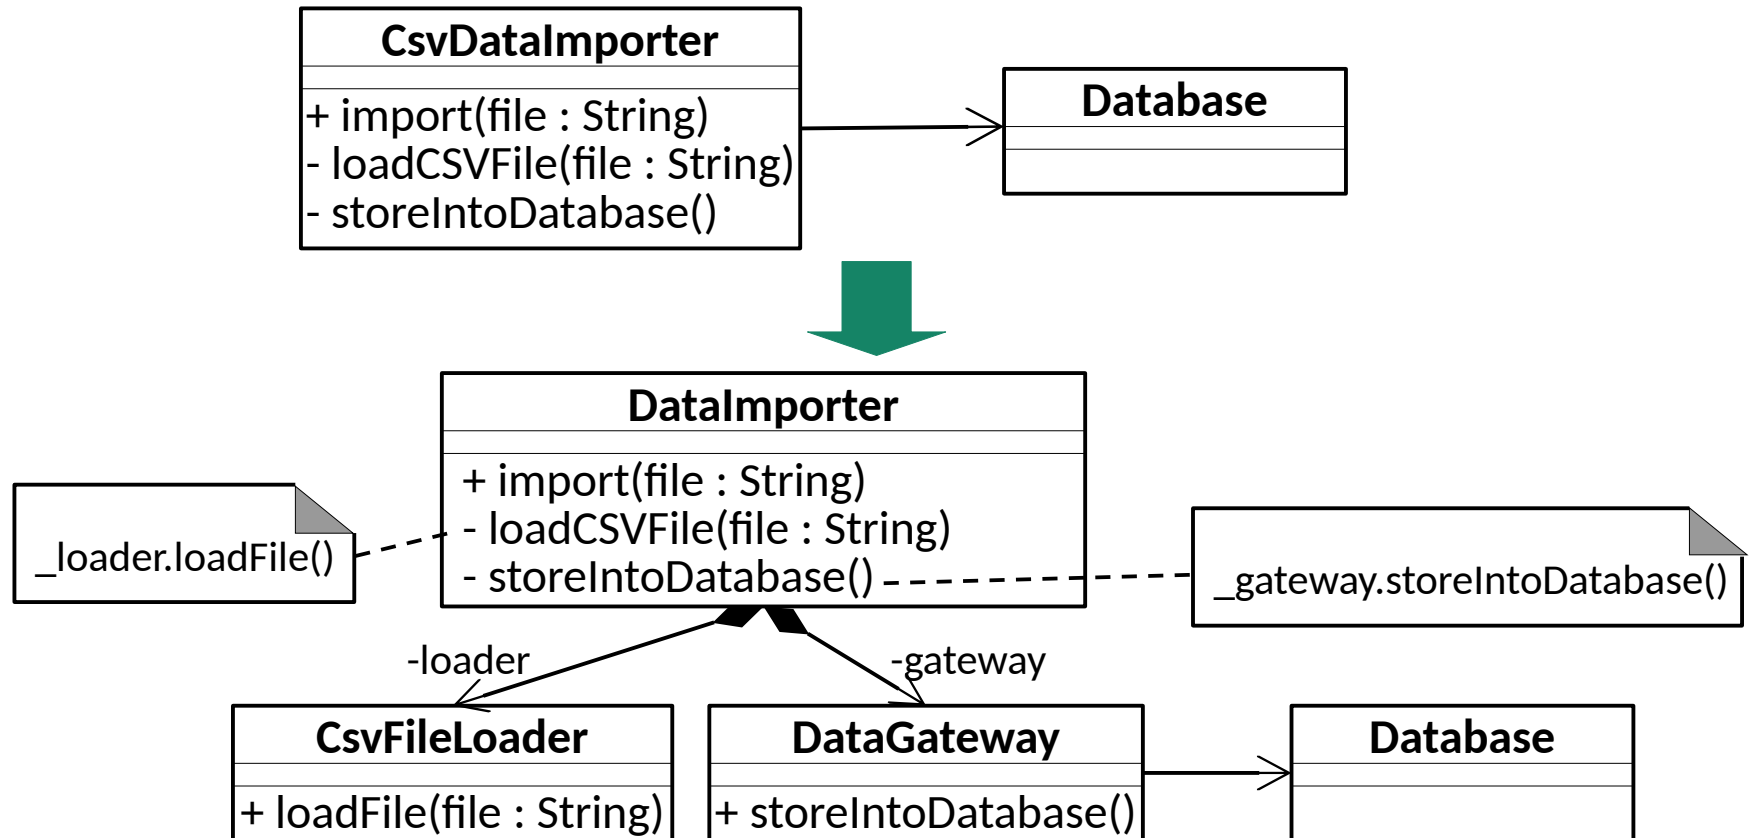 CsvDataImporter
+ import(file : String)
- loadCSVFile(file : String)
- storeIntoDatabase()
Database
DataImporter
+ import(file : String)
- loadCSVFile(file : String)
- storeIntoDatabase()
_loader.loadFile()
_gateway.storeIntoDatabase()
-loader
-gateway
CsvFileLoader
+ loadFile(file : String)
DataGateway
+ storeIntoDatabase()
Database